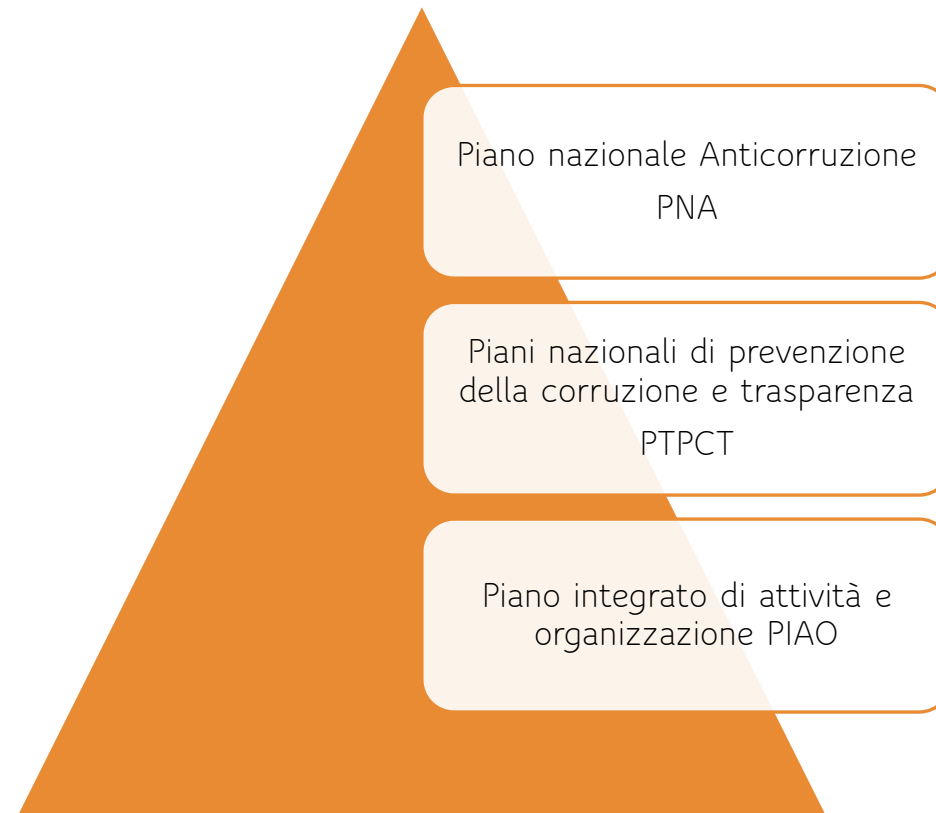 Piano nazionale Anticorruzione
PNA
Piani nazionali di prevenzione
della corruzione e trasparenza
PTPCT
Piano integrato di attività e
organizzazione PIAO